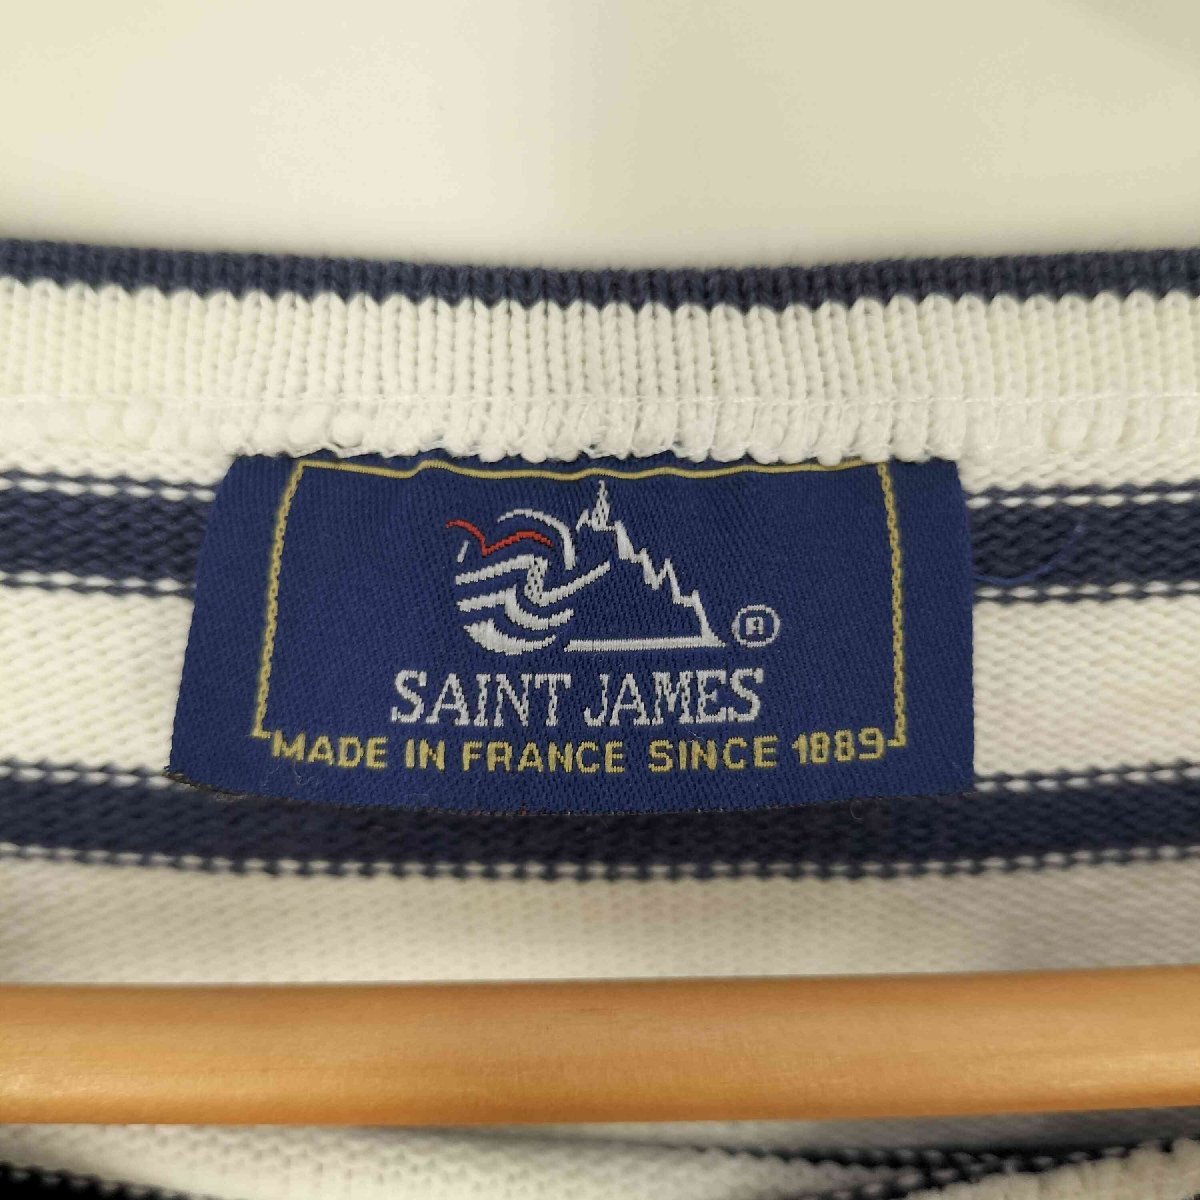 ®
SAINT JAMES
MADE IN FRANCE SINCE 1889